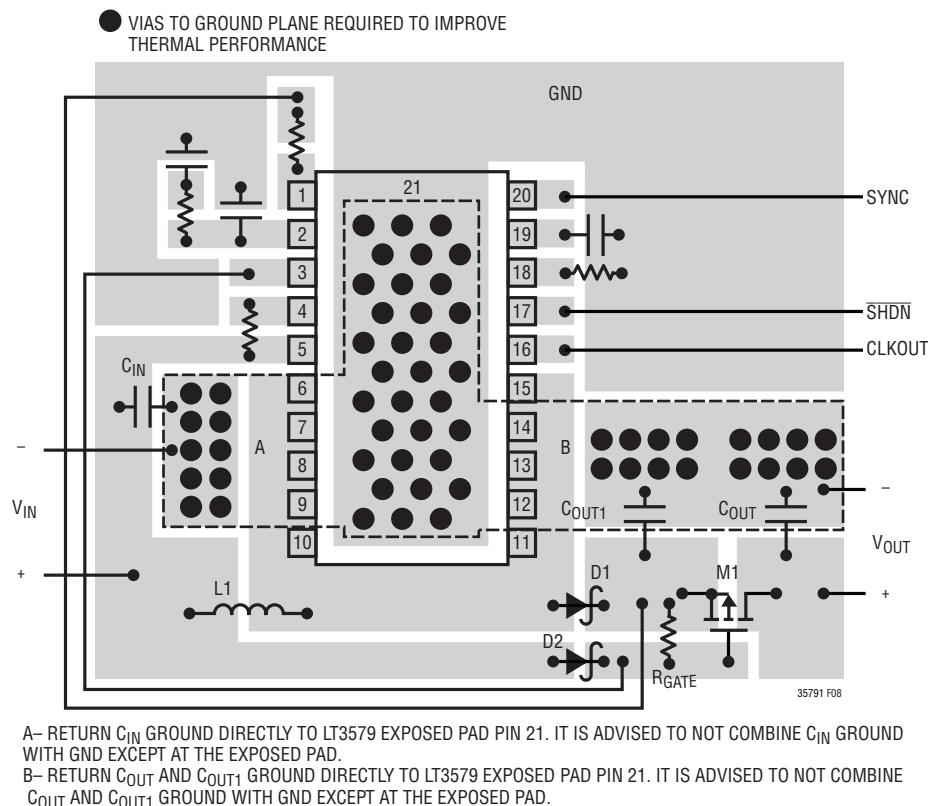 VIAS TO GROUND PLANE REQUIRED TO IMPROVE
THERMAL PERFORMANCE
GND
21
1
2
3
4
5
6
7
8
9
10
20
19
18
17
16
15
14
13
12
11
SYNC
SHDN
CLKOUT
CIN
A
B
–
VIN
+
COUT1
COUT
–
VOUT
+
L1
D1
M1
D2
RGATE
35791 F08
A– RETURN CIN GROUND DIRECTLY TO LT3579 EXPOSED PAD PIN 21. IT IS ADVISED TO NOT COMBINE CIN GROUND
WITH GND EXCEPT AT THE EXPOSED PAD.
B– RETURN COUT AND COUT1 GROUND DIRECTLY TO LT3579 EXPOSED PAD PIN 21. IT IS ADVISED TO NOT COMBINE
COUT AND COUT1 GROUND WITH GND EXCEPT AT THE EXPOSED PAD.